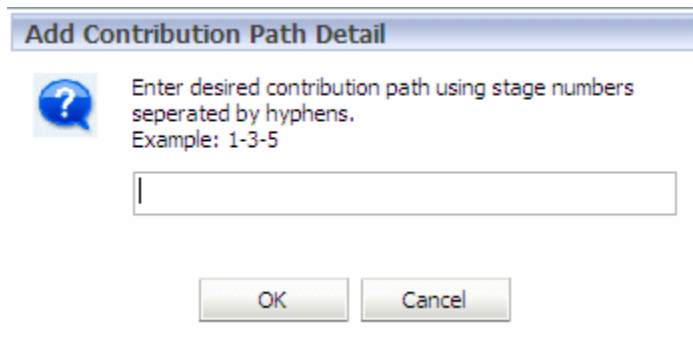 Add Contribution Path Detail
Enter desired contribution path using stage numbers
seperated by hyphens.
Example: 1-3-5
OK Cancel